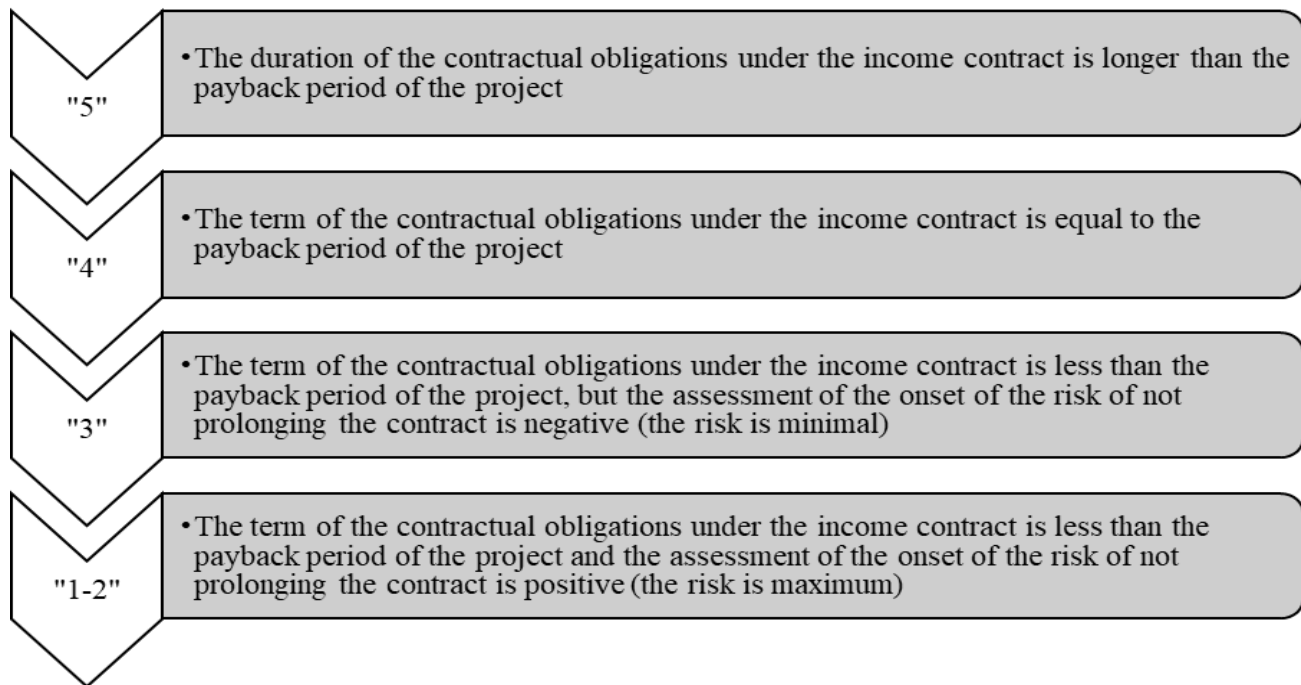 "5"
•The duration of the contractual obligations under the income contract is longer than the
payback period of the project
"4"
•The term of the contractual obligations under the income contract is equal to the
payback period of the project
"3"
•The term of the contractual obligations under the income contract is less than the
payback period of the project, but the assessment of the onset of the risk of not
prolonging the contract is negative (the risk is minimal)
"1-2"
•The term of the contractual obligations under the income contract is less than the
payback period of the project and the assessment of the onset of the risk of not
prolonging the contract is positive (the risk is maximum)